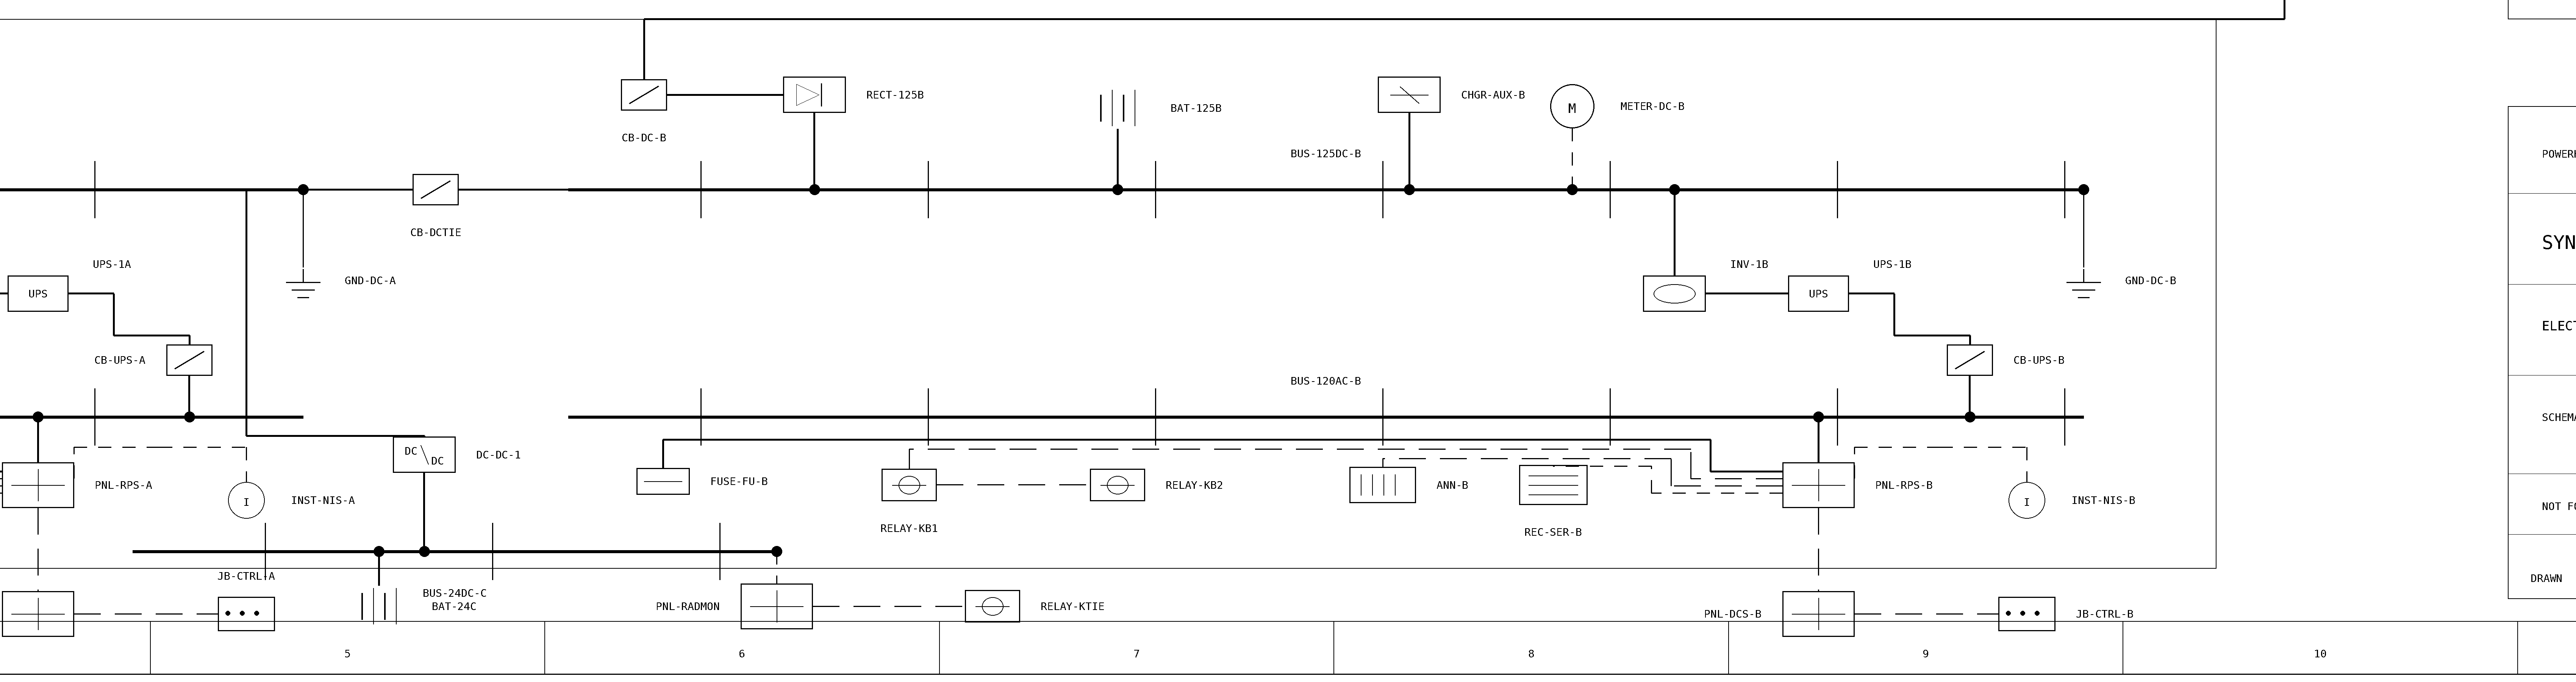 RECT-125B
BAT-125B
CHGR-AUX-B
M
METER-DC-B
CB-DC-B
BUS-125DC-B
POWER
CB-DCTIE
SYN
UPS-1A
INV-1B
UPS-1B
GND-DC-A
GND-DC-B
UPS
UPS
ELECT
CB-UPS-A
CB-UPS-B
BUS-120AC-B
SCHEMA
DC
DC
DC-DC-1
PNL-RPS-A
FUSE-FU-B
RELAY-KB2
ANN-B
PNL-RPS-B
I
INST-NIS-A
I
INST-NIS-B
NOT FO
RELAY-KB1
REC-SER-B
JB-CTRL-A
DRAWN
BUS-24DC-C
BAT-24C
PNL-RADMON
RELAY-KTIE
PNL-DCS-B
JB-CTRL-B
5
6
7
8
9
10